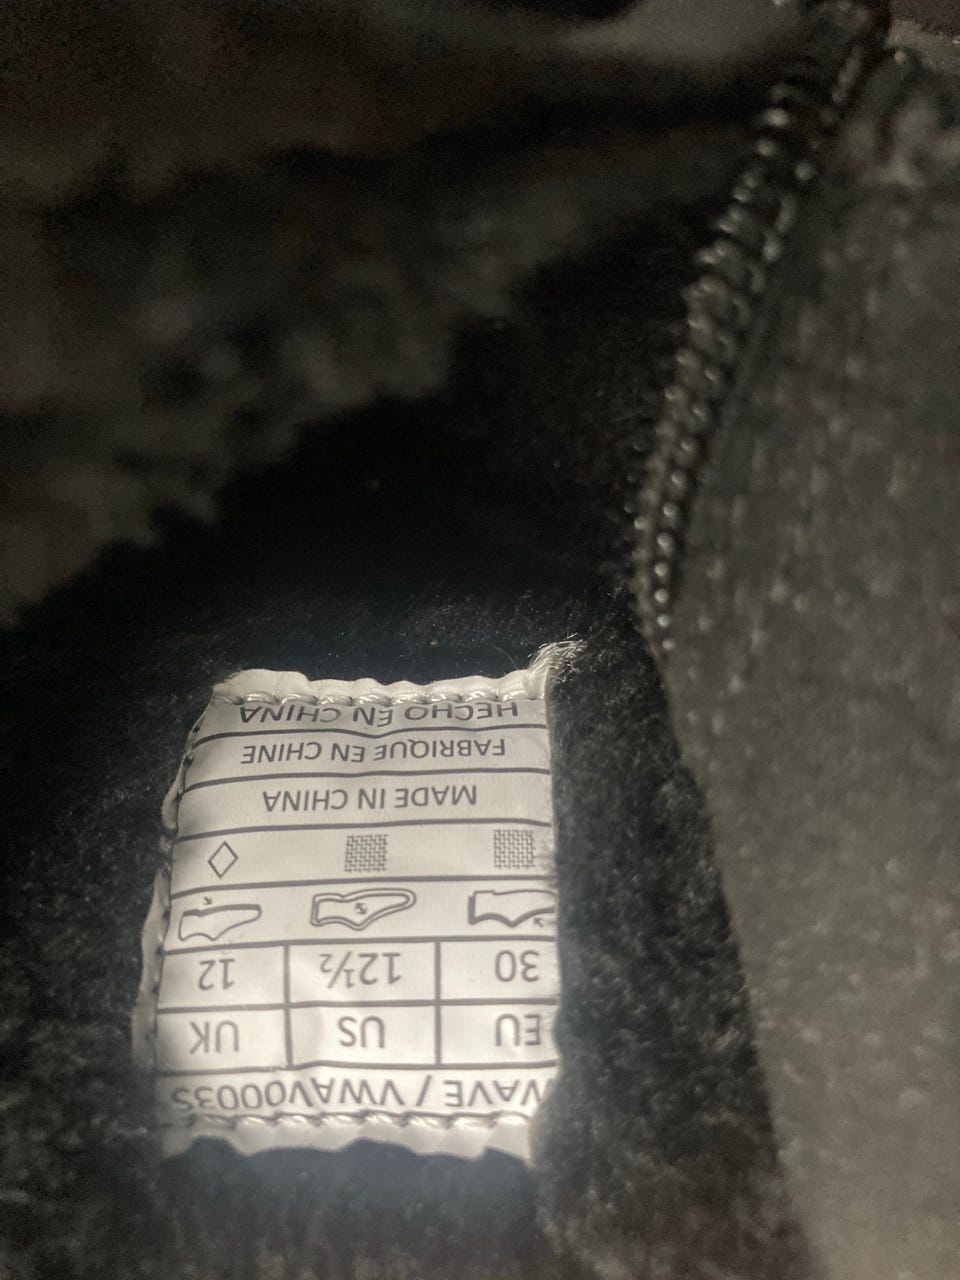 WAVE / VWAV0003S
EU US UK
30 12½ 12
MADE IN CHINA
FABRIQUE EN CHINE
HECHO EN CHINA